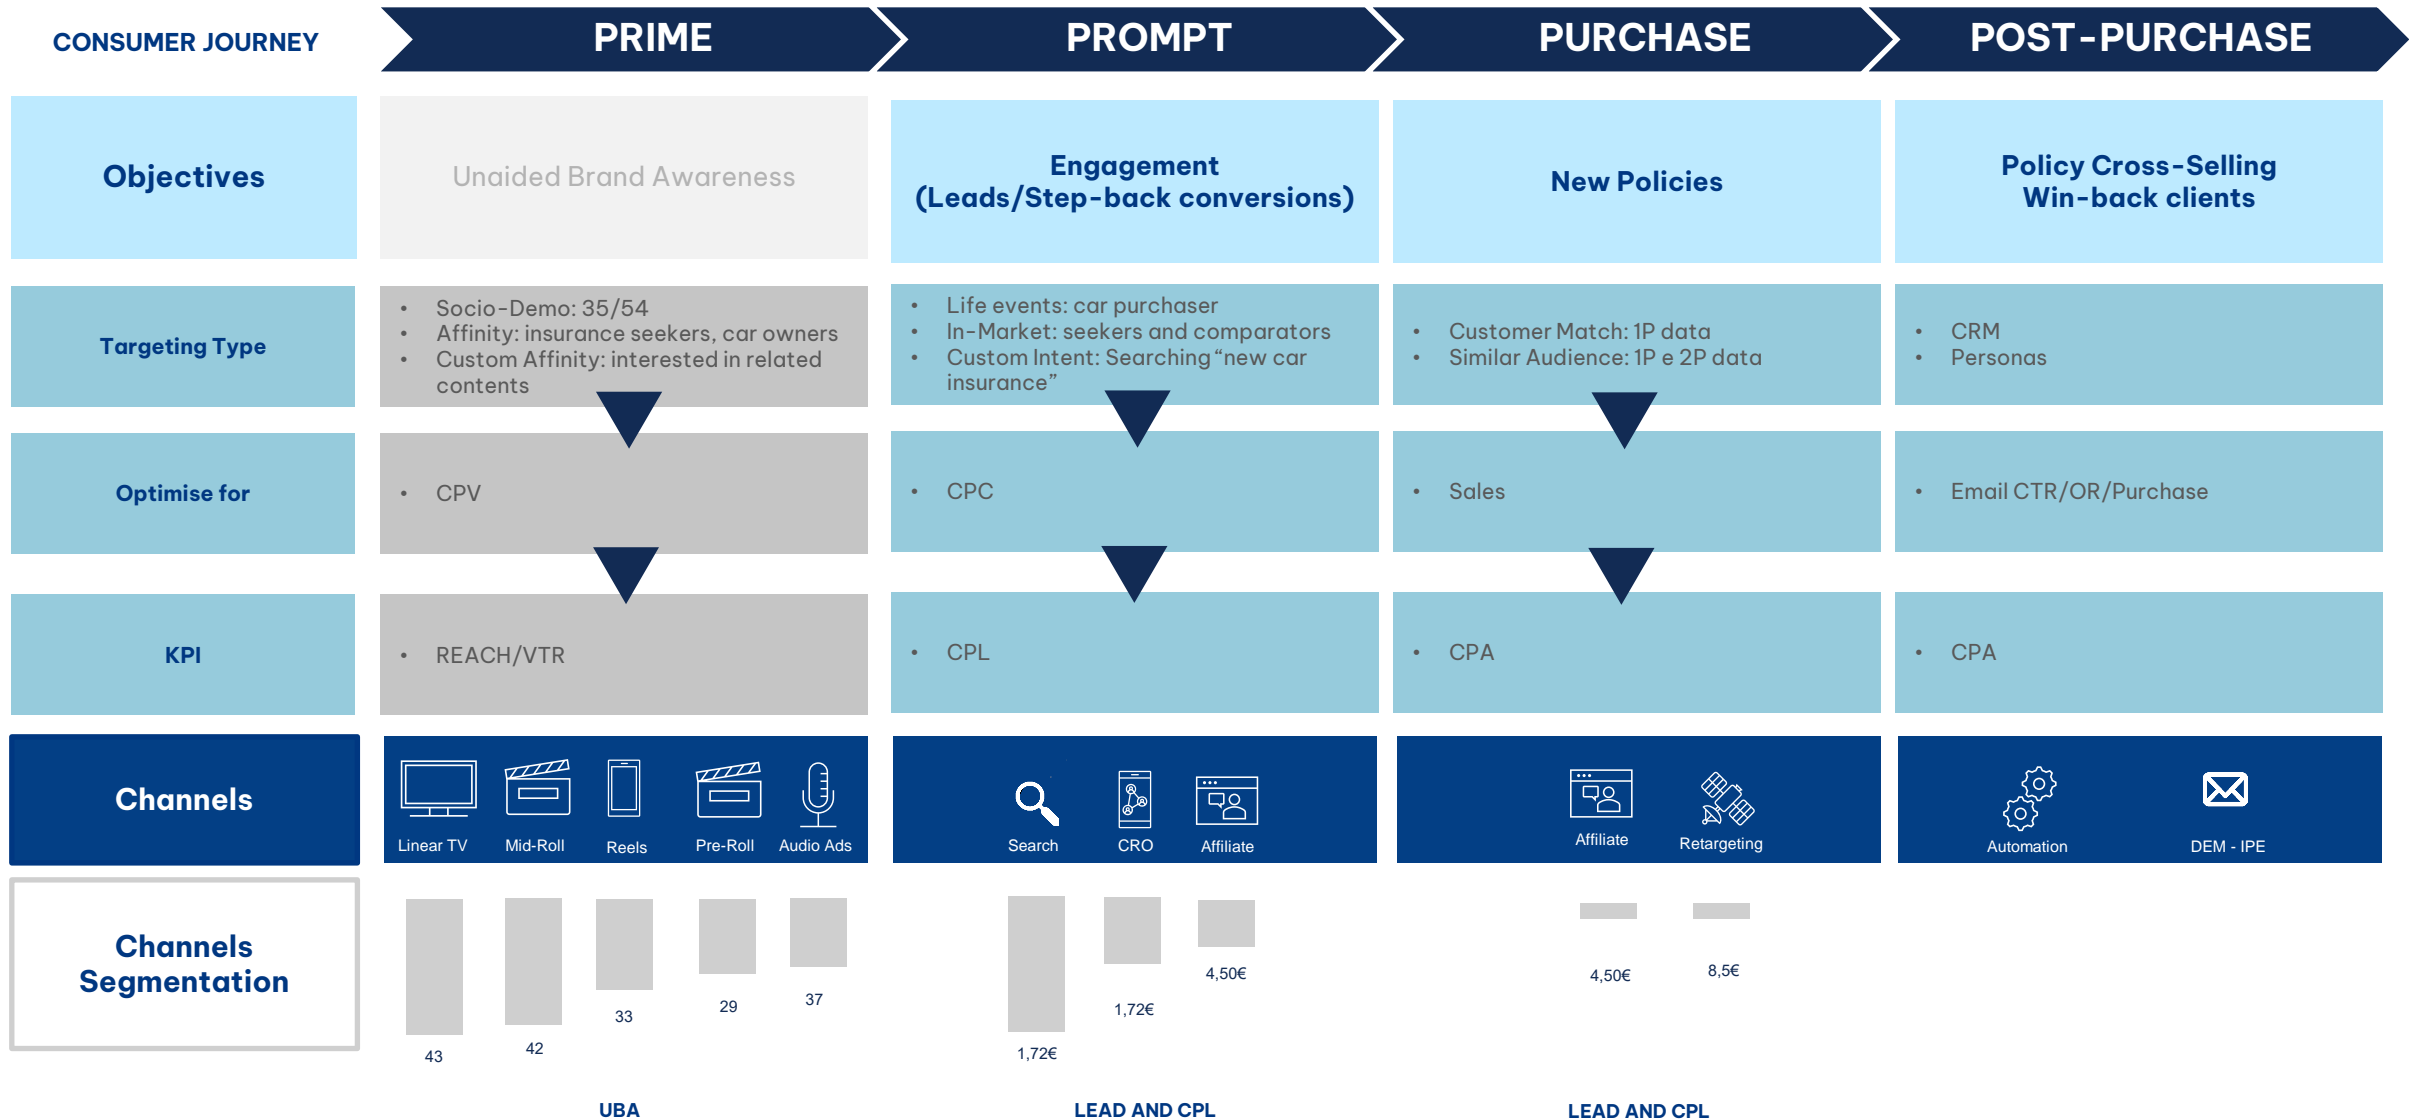 CONSUMER JOURNEY
PRIME
PROMPT
PURCHASE
POST-PURCHASE
Objectives
Unaided Brand Awareness
Engagement
(Leads/Step-back conversions)
New Policies
Policy Cross-Selling
Win-back clients
Targeting Type
• Socio-Demo: 35/54
• Affinity: insurance seekers, car owners
• Custom Affinity: interested in related
contents
• Life events: car purchaser
• In-Market: seekers and comparators
• Custom Intent: Searching “new car
insurance”
• Customer Match: 1P data
• Similar Audience: 1P e 2P data
• CRM
• Personas
Optimise for
• CPV
• CPC
• Sales
• Email CTR/OR/Purchase
KPI
• REACH/VTR
• CPL
• CPA
• CPA
Channels
Linear TV
Mid-Roll
Reels
Pre-Roll
Audio Ads
Search
CRO
Affiliate
Affiliate
Retargeting
Automation
DEM - IPE
Channels
Segmentation
43
42
33
29
37
1,72€
1,72€
4,50€
4,50€
8,5€
UBA
LEAD AND CPL
LEAD AND CPL